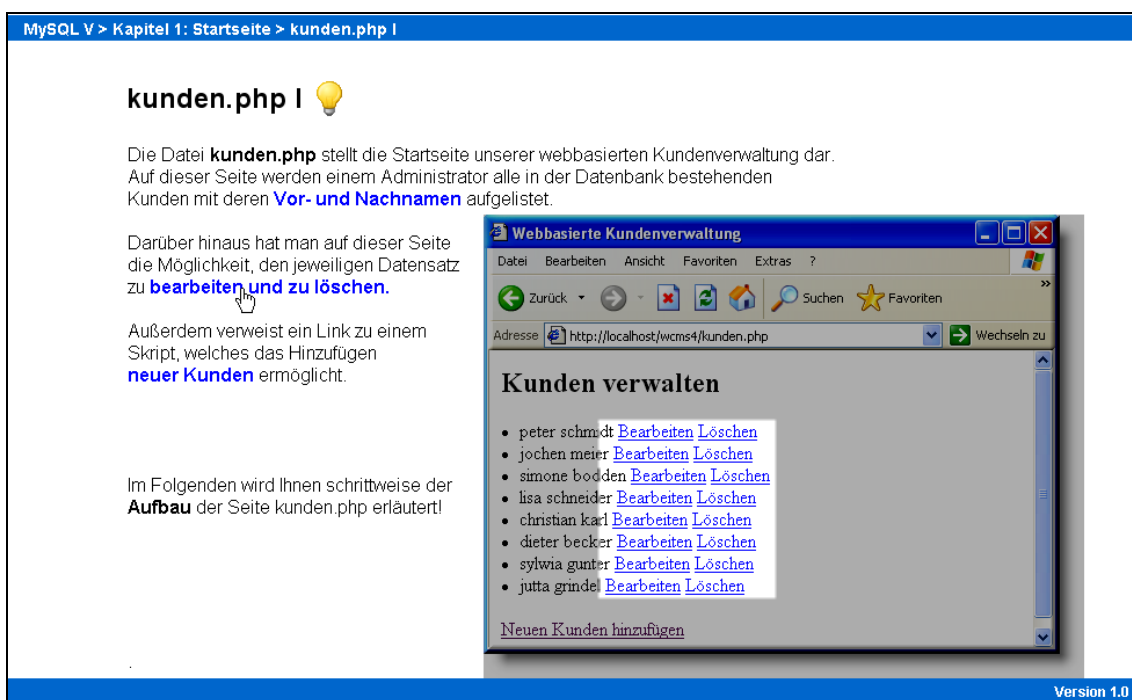 MySQL V > Kapitel 1: Startseite > kunden.php I
kunden.php I
Die Datei kunden.php stellt die Startseite unserer webbasierten Kundenverwaltung dar.
Auf dieser Seite werden einem Administrator alle in der Datenbank bestehenden
Kunden mit deren Vor- und Nachnamen aufgelistet.
Darüber hinaus hat man auf dieser Seite
die Möglichkeit, den jeweiligen Datensatz
zu bearbeiten und zu löschen.
Außerdem verweist ein Link zu einem
Skript, welches das Hinzufügen
neuer Kunden ermöglicht.
Im Folgenden wird Ihnen schrittweise der
Aufbau der Seite kunden.php erläutert!
.
Webbasierte Kundenverwaltung
Datei Bearbeiten Ansicht Favoriten Extras ?
Zurück Suchen Favoriten »
Adresse http://localhost/wcms4/kunden.php Wechseln zu
Kunden verwalten
• peter schmidt Bearbeiten Löschen
• jochen meier Bearbeiten Löschen
• simone bodden Bearbeiten Löschen
• lisa schneider Bearbeiten Löschen
• christian karl Bearbeiten Löschen
• dieter becker Bearbeiten Löschen
• sylwia gunter Bearbeiten Löschen
• jutta grindel Bearbeiten Löschen
Neuen Kunden hinzufügen
Version 1.0